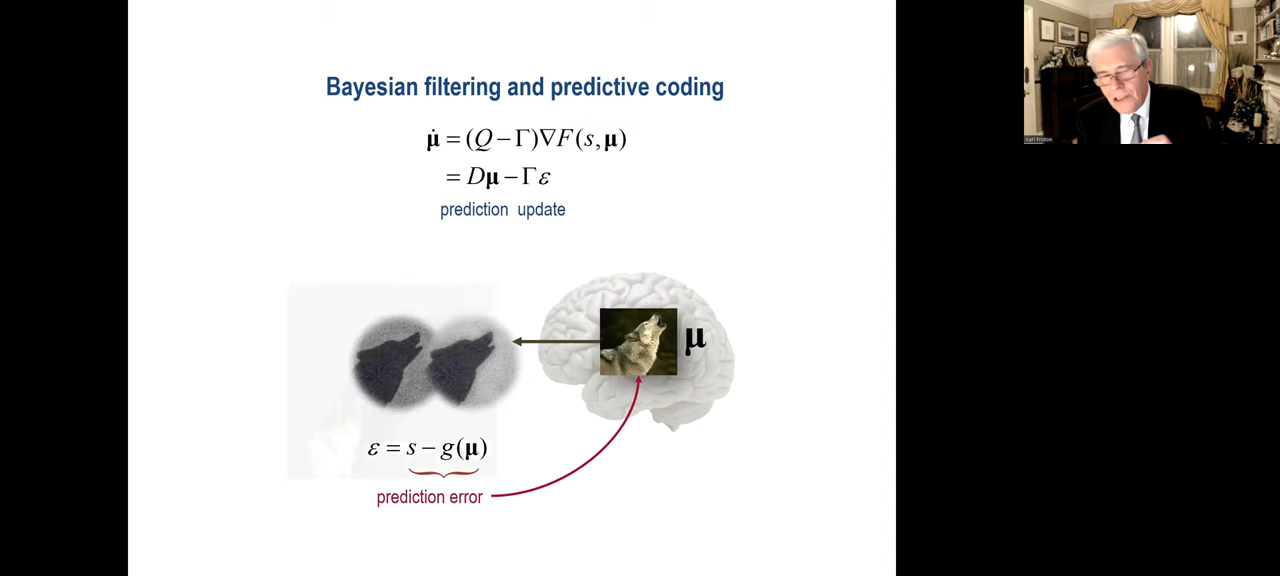 Bayesian filtering and predictive coding
μ̇ = (Q − Γ)∇F(s, μ)
= Dμ − Γε
prediction update
μ
ε = s − g(μ)
prediction error
Karl Friston